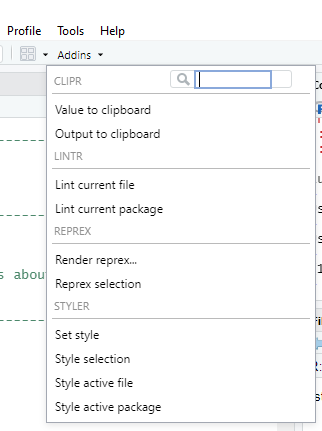 Profile Tools Help
Addins
CLIPR
Value to clipboard
Output to clipboard
LINTR
Lint current file
Lint current package
REPREX
Render reprex...
Reprex selection
STYLER
s abou
Set style
Style selection
Style active file
Style active package